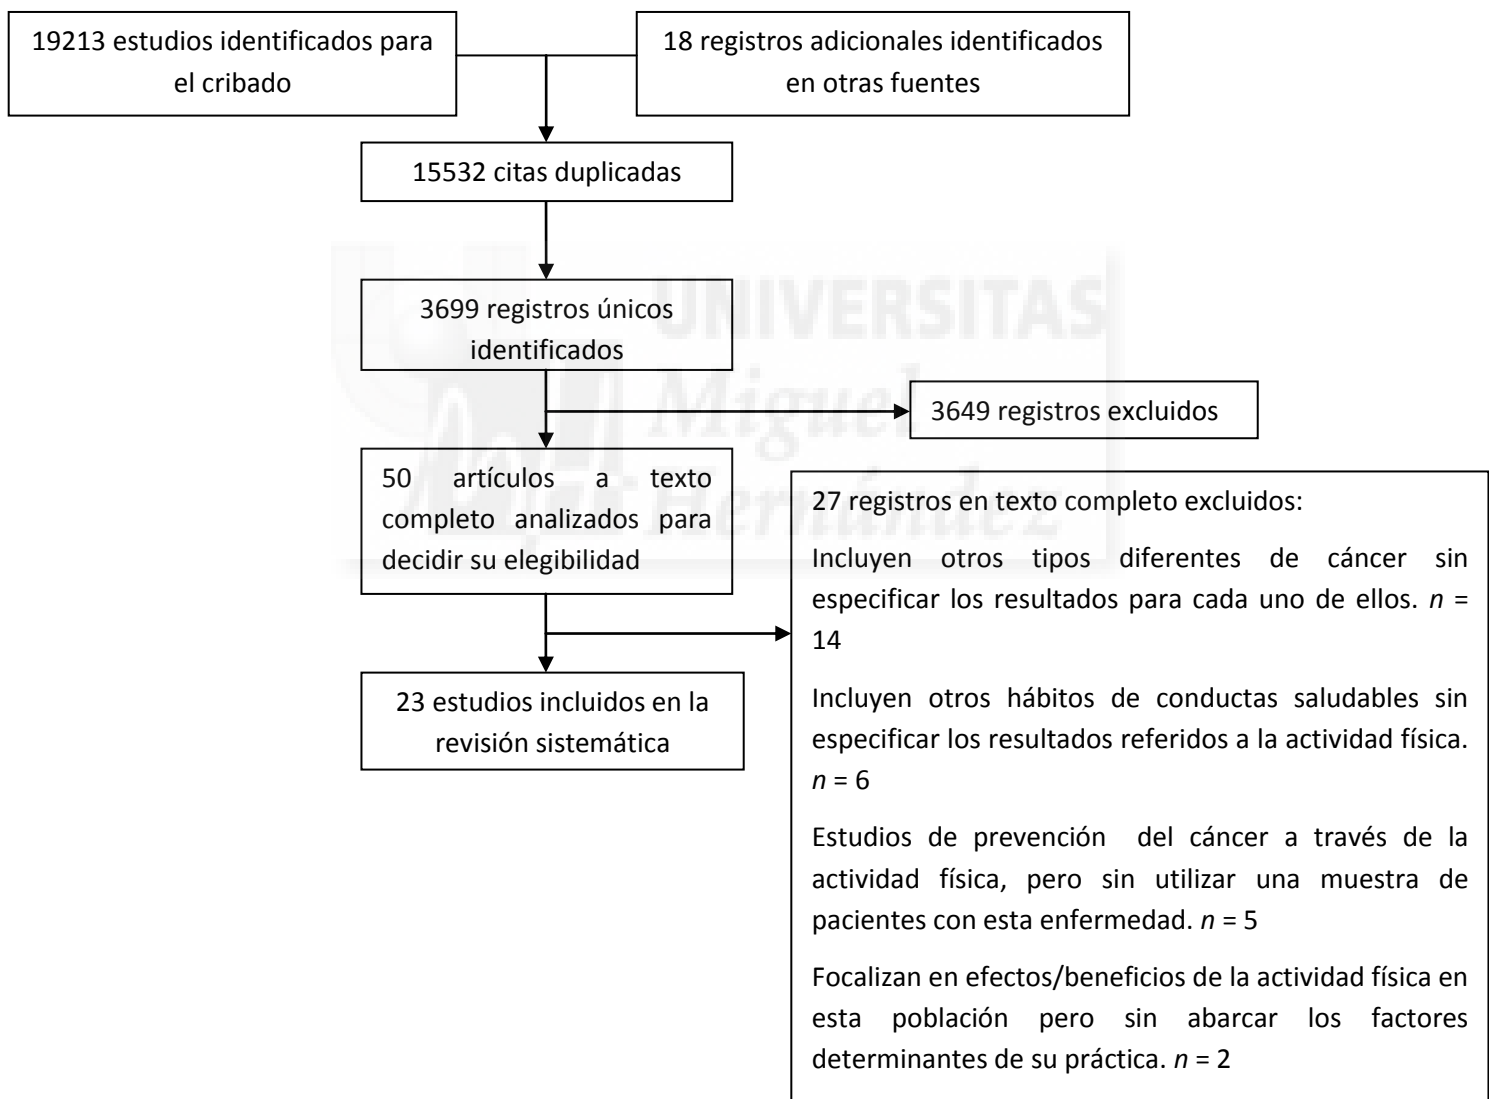 19213 estudios identificados para
el cribado
18 registros adicionales identificados
en otras fuentes
15532 citas duplicadas
3699 registros únicos
identificados
3649 registros excluidos
50 artículos a texto
completo analizados para
decidir su elegibilidad
27 registros en texto completo excluidos:
Incluyen otros tipos diferentes de cáncer sin
especificar los resultados para cada uno de ellos. n =
14
Incluyen otros hábitos de conductas saludables sin
especificar los resultados referidos a la actividad física.
n = 6
Estudios de prevención del cáncer a través de la
actividad física, pero sin utilizar una muestra de
pacientes con esta enfermedad. n = 5
Focalizan en efectos/beneficios de la actividad física en
esta población pero sin abarcar los factores
determinantes de su práctica. n = 2
23 estudios incluidos en la
revisión sistemática
UNIVERSITAS
Miguel
Hernández